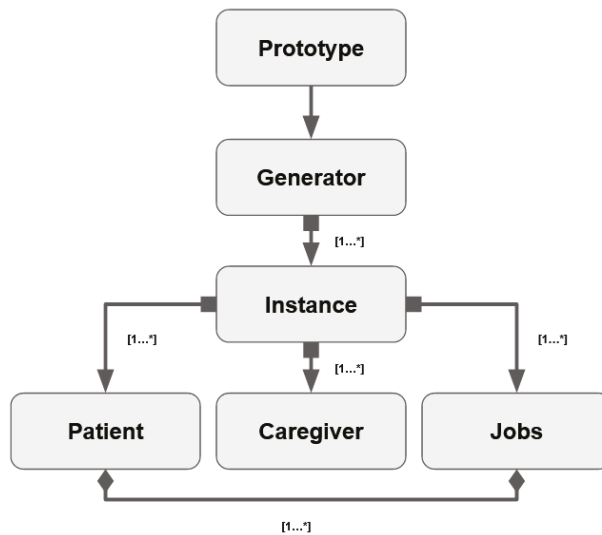 Prototype
Generator
[1...*]
Instance
[1...*]
[1...*]
[1...*]
Patient
Caregiver
Jobs
[1...*]